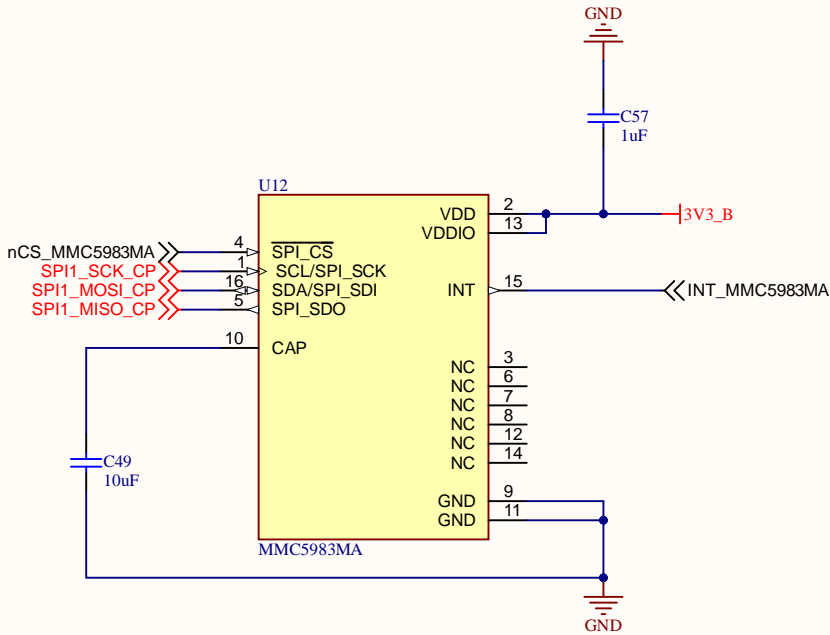 GND
C57
1uF
U12
VDD 2
3V3_B
VDDIO 13
nCS_MMC5983MA 4 SPI_CS
SPI1_SCK_CP 1 SCL/SPI_SCK
SPI1_MOSI_CP 16 SDA/SPI_SDI
INT 15 INT_MMC5983MA
SPI1_MISO_CP 5 SPI_SDO
10 CAP
NC 3
NC 6
NC 7
NC 8
NC 12
NC 14
C49
10uF
GND 9
GND 11
MMC5983MA
GND